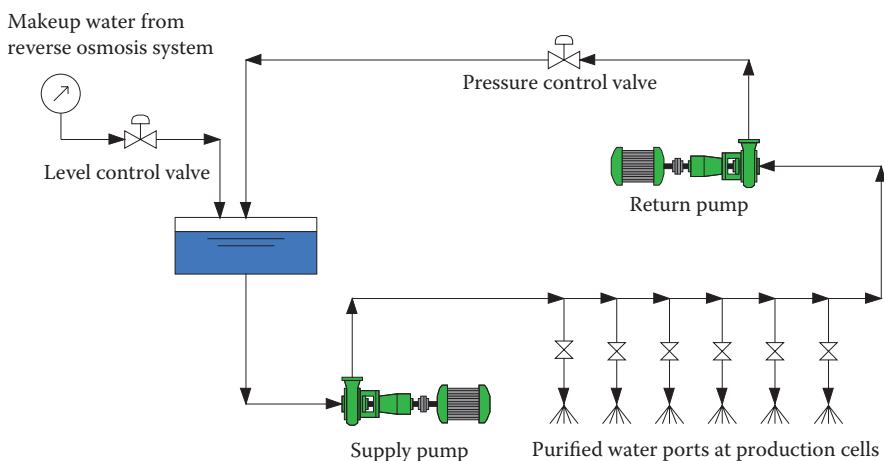 Makeup water from
reverse osmosis system
Pressure control valve
Level control valve
Return pump
Supply pump
Purified water ports at production cells